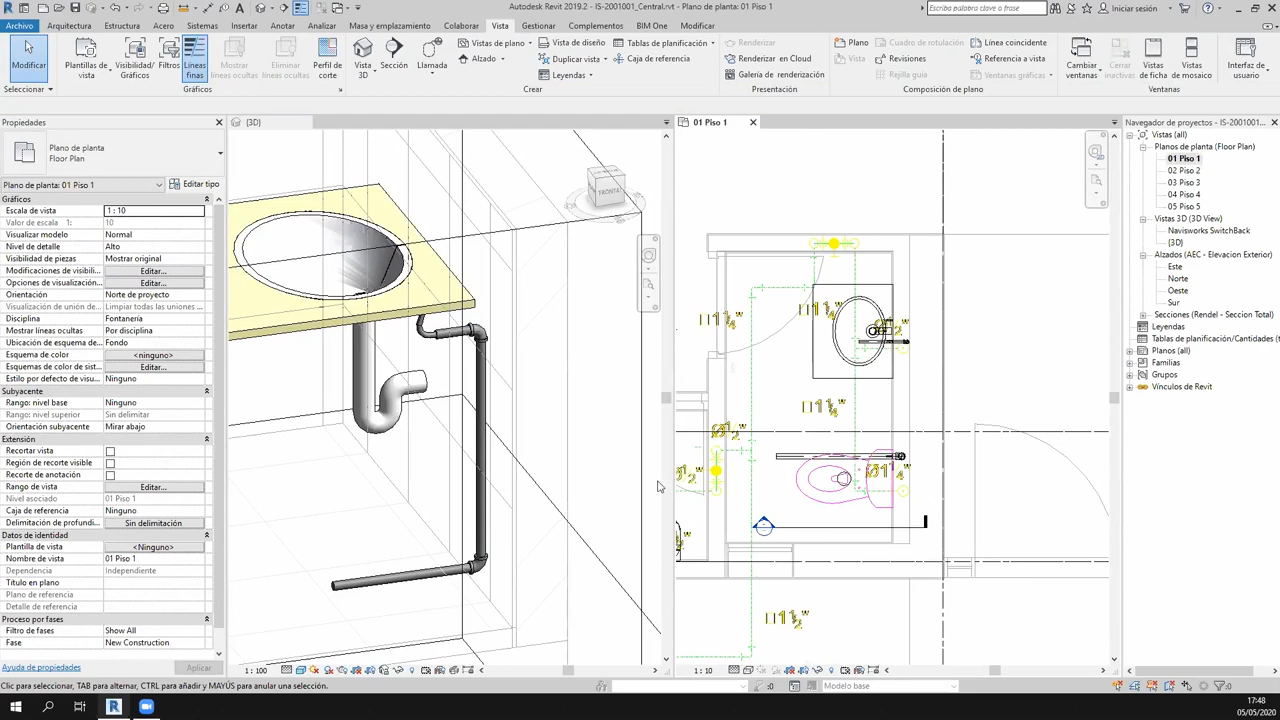 Autodesk Revit 2019.2 - IS-2001001_Central.rvt - Plano de planta: 01 Piso 1
Escriba palabra clave o frase
Iniciar sesión
Archivo Arquitectura Estructura Acero Sistemas Insertar Anotar Analizar Masa y emplazamiento Colaborar Vista Gestionar Complementos BIM One Modificar
Modificar
Plantillas de vista
Visibilidad/ Gráficos
Filtros
Líneas finas
Mostrar líneas ocultas
Eliminar líneas ocultas
Perfil de corte
Vista 3D
Sección
Llamada
Vistas de plano
Alzado
Vista de diseño
Duplicar vista
Leyendas
Tablas de planificación
Caja de referencia
Renderizar
Renderizar en Cloud
Galería de renderización
Plano
Vista
Cuadro de rotulación
Revisiones
Rejilla guía
Línea coincidente
Referencia a vista
Ventanas gráficas
Cambiar ventanas
Cerrar inactivas
Vistas de ficha
Vistas de mosaico
Interfaz de usuario
Seleccionar Gráficos Crear Presentación Composición de plano Ventanas
Propiedades
Plano de planta
Floor Plan
Plano de planta: 01 Piso 1
Editar tipo
Gráficos
Escala de vista 1 : 10
Valor de escala 1: 10
Visualizar modelo Normal
Nivel de detalle Alto
Visibilidad de piezas Mostrar original
Modificaciones de visibili... Editar...
Opciones de visualización... Editar...
Orientación Norte de proyecto
Visualización de unión de... Limpiar todas las uniones ...
Disciplina Fontanería
Mostrar líneas ocultas Por disciplina
Ubicación de esquema de... Fondo
Esquema de color <ninguno>
Esquemas de color de sis... Editar...
Estilo por defecto de visu... Ninguno
Subyacente
Rango: nivel base Ninguno
Rango: nivel superior Sin delimitar
Orientación subyacente Mirar abajo
Extensión
Recortar vista
Región de recorte visible
Recorte de anotación
Rango de vista Editar...
Nivel asociado 01 Piso 1
Caja de referencia Ninguno
Delimitación de profundi... Sin delimitación
Datos de identidad
Plantilla de vista <Ninguno>
Nombre de vista 01 Piso 1
Dependencia Independiente
Título en plano
Plano de referencia
Detalle de referencia
Proceso por fases
Filtro de fases Show All
Fase New Construction
Ayuda de propiedades
Aplicar
{3D}
FRONTAL
1 : 100
01 Piso 1
1 : 10
Navegador de proyectos - IS-2001001...
Vistas (all)
Planos de planta (Floor Plan)
01 Piso 1
02 Piso 2
03 Piso 3
04 Piso 4
05 Piso 5
Vistas 3D (3D View)
Navisworks SwitchBack
{3D}
Alzados (AEC - Elevacion Exterior)
Este
Norte
Oeste
Sur
Secciones (Rendel - Seccion Total)
Leyendas
Tablas de planificación/Cantidades (t
Planos (all)
Familias
Grupos
Vínculos de Revit
Clic para seleccionar, TAB para alternar, CTRL para añadir y MAYÚS para anular una selección.
:0
Modelo base
:0
17:48
05/05/2020